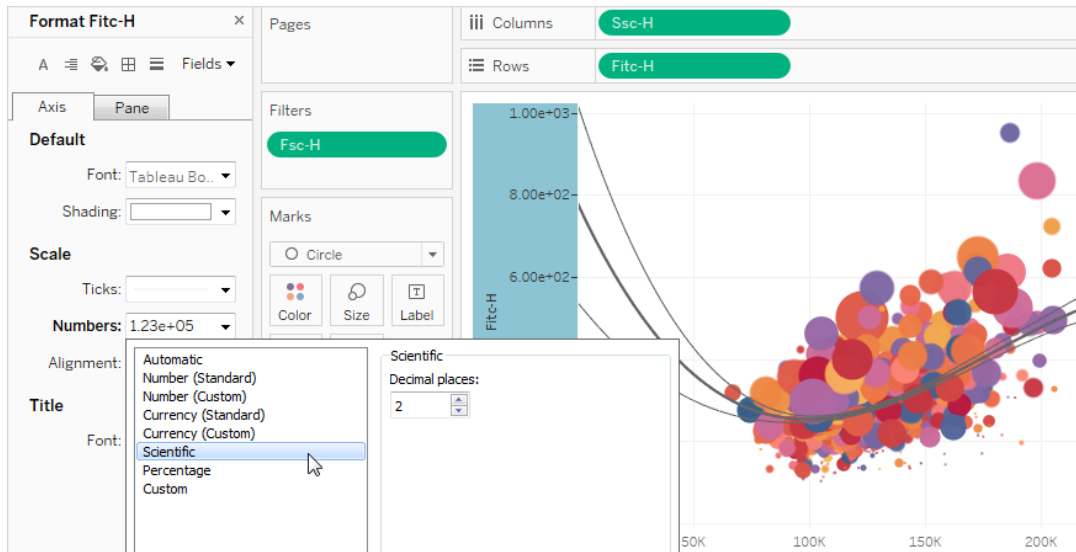 Format Fitc-H ×
A Fields
Axis Pane
Default
Font: Tableau Bo..
Shading:
Scale
Ticks:
Numbers: 1.23e+05
Alignment:
Title
Font:
Automatic
Number (Standard)
Number (Custom)
Currency (Standard)
Currency (Custom)
Scientific
Percentage
Custom
Scientific
Decimal places:
2
Pages
Filters
Fsc-H
Marks
Circle
Color Size T Label
Columns Ssc-H
Rows Fitc-H
1.00e+03
8.00e+02
6.00e+02
Fitc-H
50K 100K 150K 200K